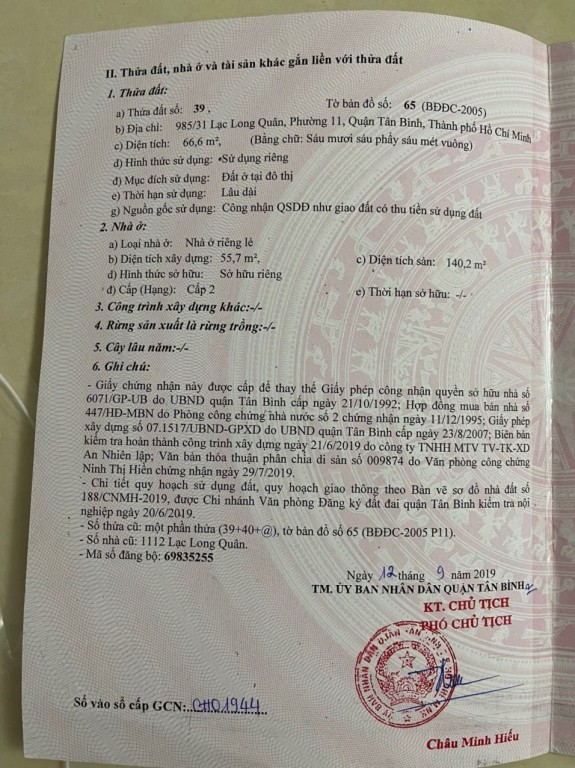 II. Thửa đất, nhà ở và tài sản khác gắn liền với thửa đất
1. Thửa đất:
a) Thửa đất số: 39 , Tờ bản đồ số: 65 (BĐĐC-2005)
b) Địa chỉ: 985/31 Lạc Long Quân, Phường 11, Quận Tân Bình, Thành phố Hồ Chí Minh
c) Diện tích: 66,6 m², (Bằng chữ: Sáu mươi sáu phẩy sáu mét vuông)
d) Hình thức sử dụng: Sử dụng riêng
đ) Mục đích sử dụng: Đất ở tại đô thị
e) Thời hạn sử dụng: Lâu dài
g) Nguồn gốc sử dụng: Công nhận QSDĐ như giao đất có thu tiền sử dụng đất
2. Nhà ở:
a) Loại nhà ở: Nhà ở riêng lẻ
b) Diện tích xây dựng: 55,7 m², c) Diện tích sàn: 140,2 m²
d) Hình thức sở hữu: Sở hữu riêng
đ) Cấp (Hạng): Cấp 2 e) Thời hạn sở hữu: -/-
3. Công trình xây dựng khác:-/-
4. Rừng sản xuất là rừng trồng:-/-
5. Cây lâu năm:-/-
6. Ghi chú:
- Giấy chứng nhận này được cấp để thay thế Giấy phép công nhận quyền sở hữu nhà số
6071/GP-UB do UBND quận Tân Bình cấp ngày 21/10/1992; Hợp đồng mua bán nhà số
447/HĐ-MBN do Phòng công chứng nhà nước số 2 chứng nhận ngày 11/12/1995; Giấy phép
xây dựng số 07.1517/UBND-GPXD do UBND quận Tân Bình cấp ngày 23/8/2007; Biên bản
kiểm tra hoàn thành công trình xây dựng ngày 21/6/2019 do công ty TNHH MTV TV-TK-XD
An Nhiên lập; Văn bản thỏa thuận phân chia di sản số 009874 do Văn phòng công chứng
Ninh Thị Hiền chứng nhận ngày 29/7/2019.
- Chi tiết quy hoạch sử dụng đất, quy hoạch giao thông theo Bản vẽ sơ đồ nhà đất số
188/CNMH-2019, được Chi nhánh Văn phòng Đăng ký đất đai quận Tân Bình kiểm tra nội
nghiệp ngày 20/6/2019.
- Số thửa cũ: một phần thửa (39+40+@), tờ bản đồ số 65 (BĐĐC-2005 P11).
- Số nhà cũ: 1112 Lạc Long Quân.
- Mã số đăng bộ: 69835255
Ngày 12 tháng 9 năm 2019
TM. ỦY BAN NHÂN DÂN QUẬN TÂN BÌNH
KT. CHỦ TỊCH
PHÓ CHỦ TỊCH
Số vào sổ cấp GCN: CH01944
Châu Minh Hiếu